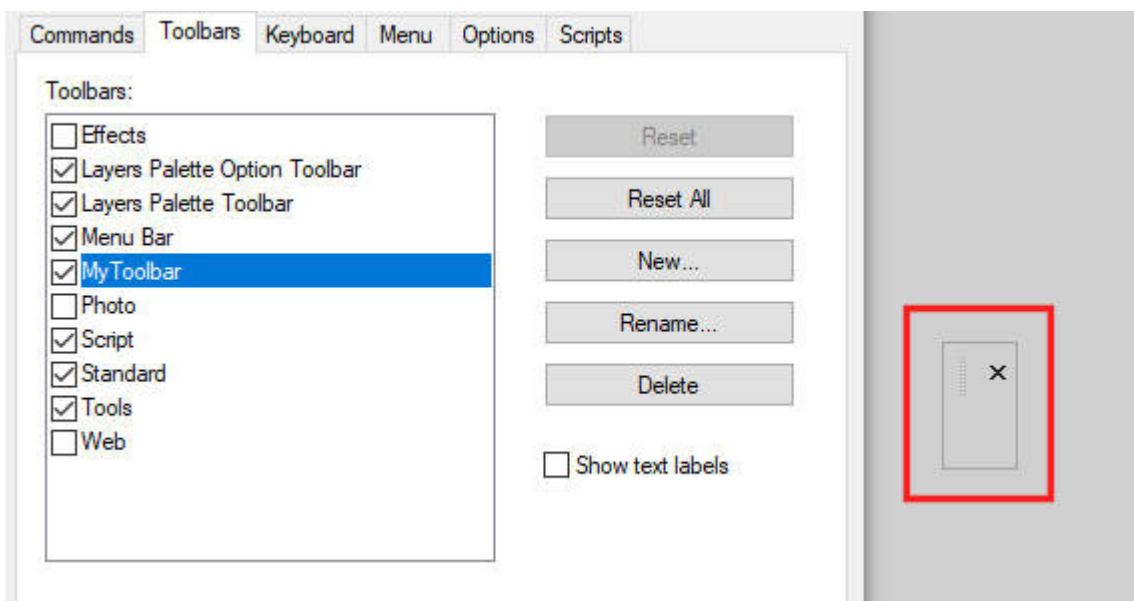 Commands Toolbars Keyboard Menu Options Scripts
Toolbars:
Effects
Layers Palette Option Toolbar
Layers Palette Toolbar
Menu Bar
MyToolbar
Photo
Script
Standard
Tools
Web
Reset
Reset All
New...
Rename...
Delete
Show text labels